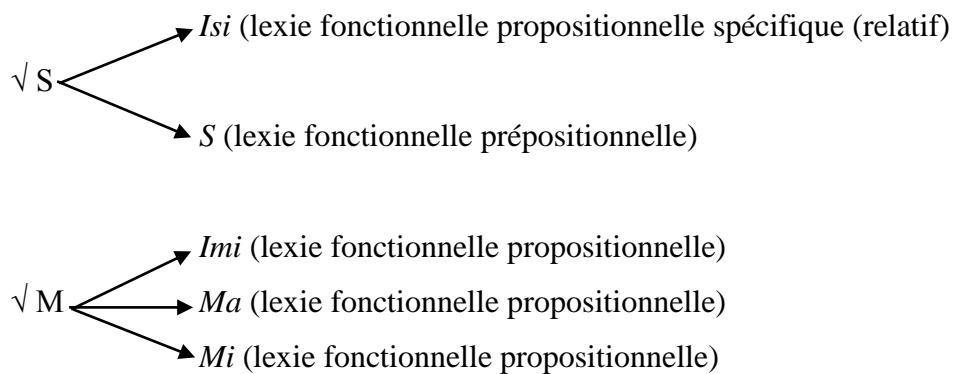 Isi (lexie fonctionnelle propositionnelle spécifique (relatif)
√ S
S (lexie fonctionnelle prépositionnelle)
Imi (lexie fonctionnelle propositionnelle)
√ M
Ma (lexie fonctionnelle propositionnelle)
Mi (lexie fonctionnelle propositionnelle)